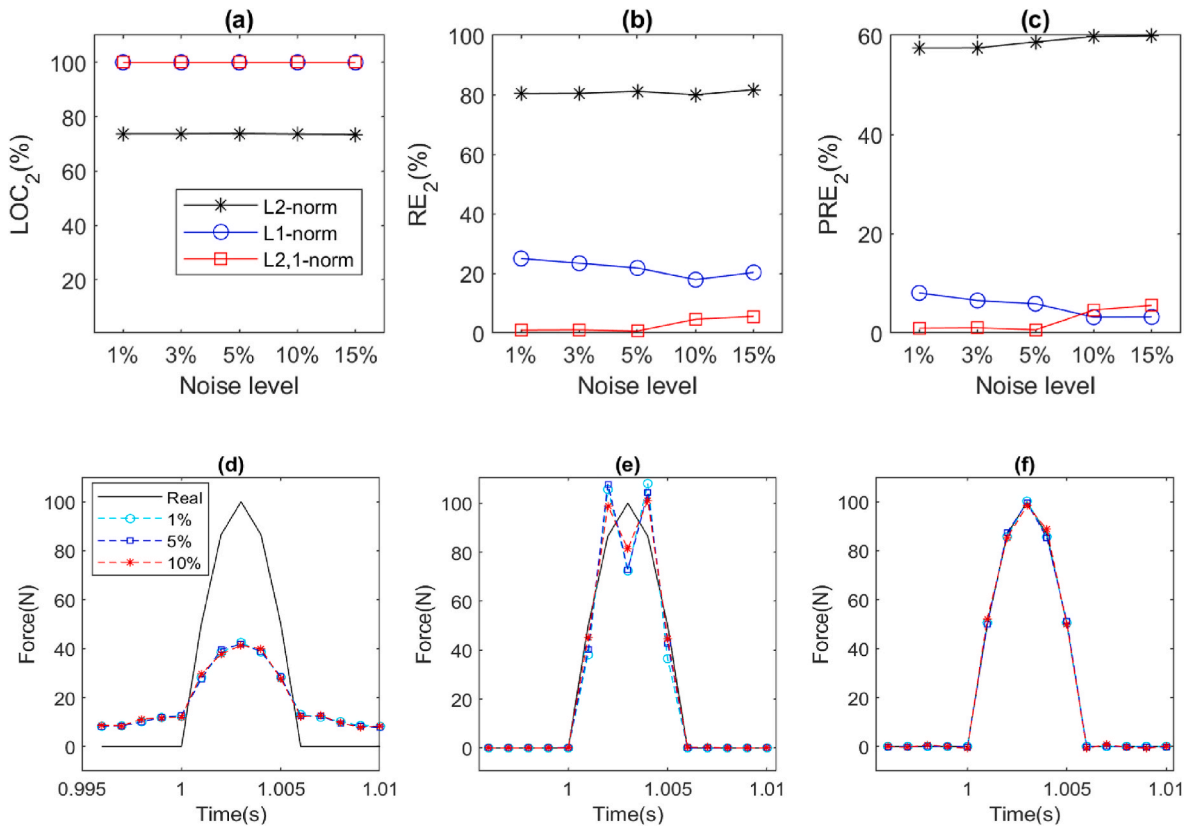 (a)
LOC2(%)
100
80
60
40
20
L2-norm
L1-norm
L2,1-norm
1% 3% 5% 10% 15%
Noise level
(b)
RE2(%)
100
80
60
40
20
0
1% 3% 5% 10% 15%
Noise level
(c)
PRE2(%)
60
40
20
0
1% 3% 5% 10% 15%
Noise level
(d)
Force(N)
100
80
60
40
20
0
Real
1%
5%
10%
0.995 1 1.005 1.01
Time(s)
(e)
Force(N)
100
80
60
40
20
0
1 1.005 1.01
Time(s)
(f)
Force(N)
100
80
60
40
20
0
1 1.005 1.01
Time(s)